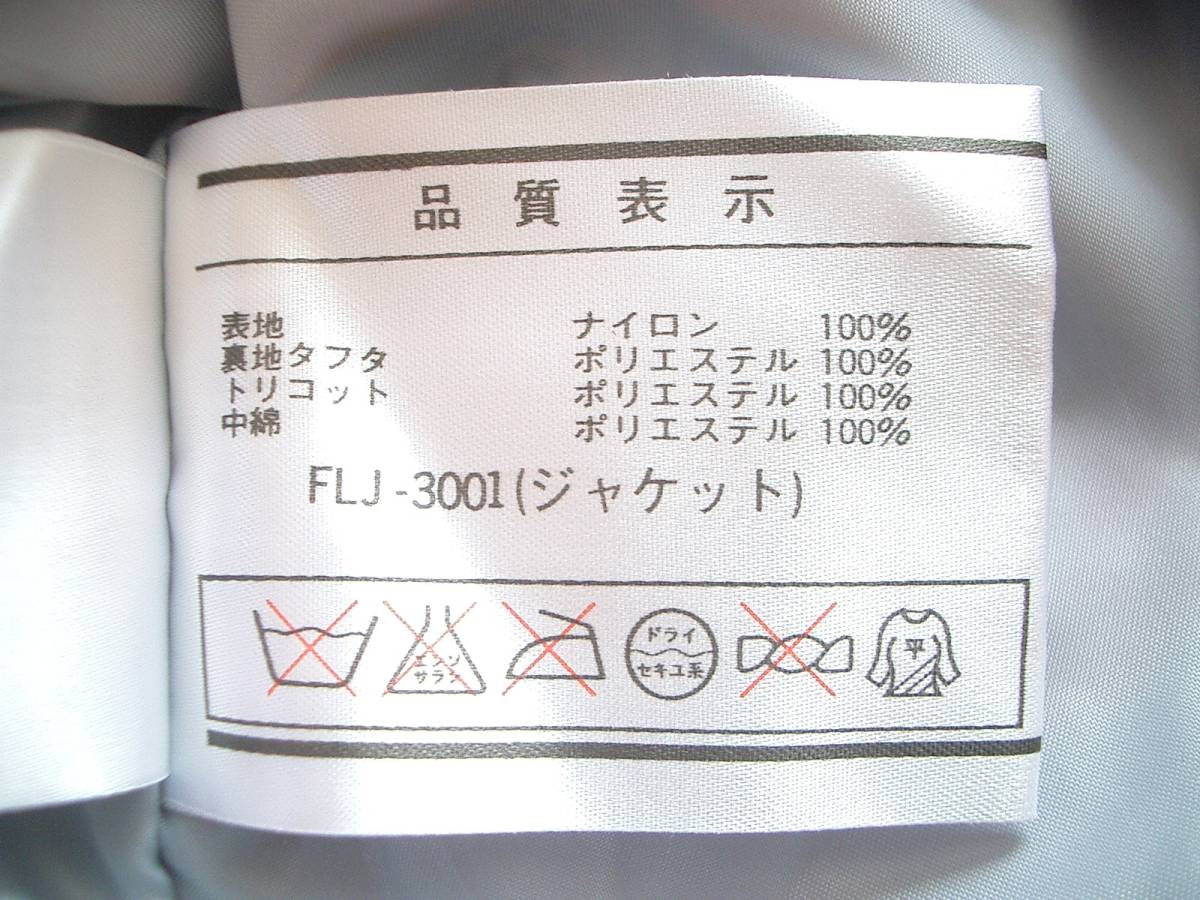 品質表示
表地 ナイロン 100%
裏地タフタ ポリエステル 100%
トリコット ポリエステル 100%
中綿 ポリエステル 100%
FLJ-3001(ジャケット)
エンソ
サラシ
ドライ
セキユ系
平